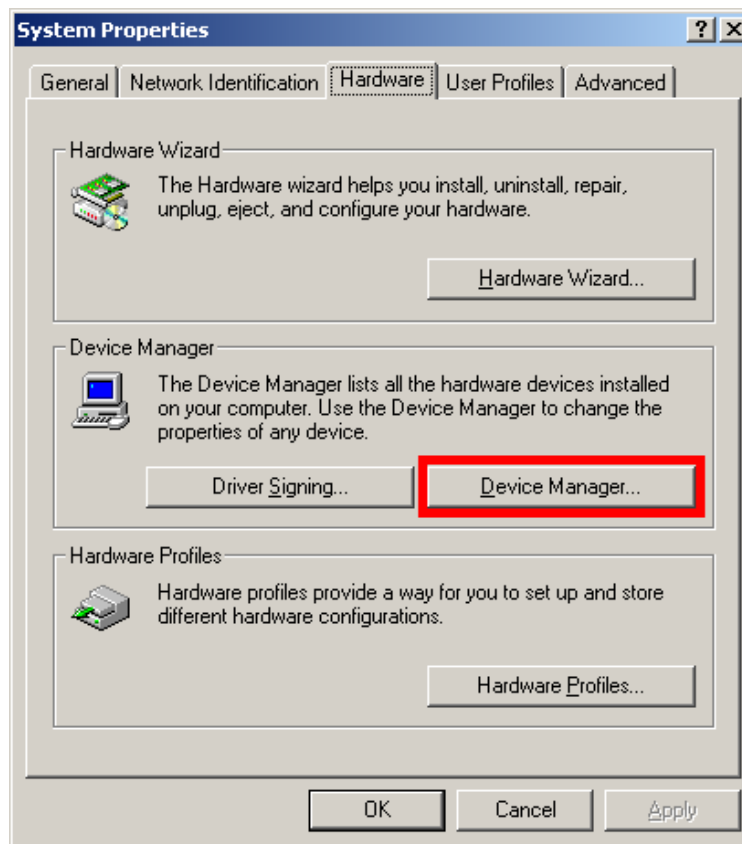 System Properties
General Network Identification Hardware User Profiles Advanced
Hardware Wizard
The Hardware wizard helps you install, uninstall, repair,
unplug, eject, and configure your hardware.
Hardware Wizard...
Device Manager
The Device Manager lists all the hardware devices installed
on your computer. Use the Device Manager to change the
properties of any device.
Driver Signing... Device Manager...
Hardware Profiles
Hardware profiles provide a way for you to set up and store
different hardware configurations.
Hardware Profiles...
OK Cancel Apply